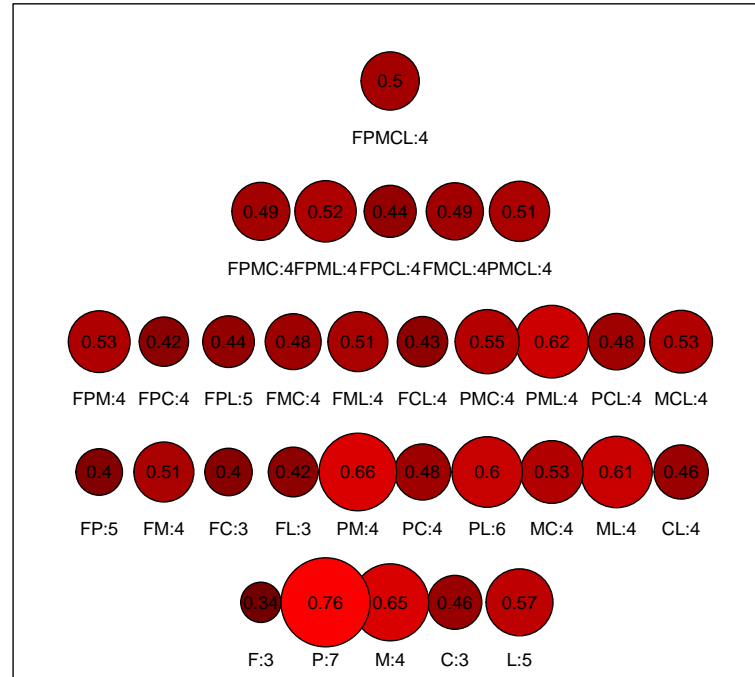 0.5
FPMCL:4
0.49 0.52 0.44 0.49 0.51
FPMC:4 FPML:4 FPCL:4 FMCL:4 PMCL:4
0.53 0.42 0.44 0.48 0.51 0.43 0.55 0.62 0.48 0.53
FPM:4 FPC:4 FPL:5 FMC:4 FML:4 FCL:4 PMC:4 PML:4 PCL:4 MCL:4
0.4 0.51 0.4 0.42 0.66 0.48 0.6 0.53 0.61 0.46
FP:5 FM:4 FC:3 FL:3 PM:4 PC:4 PL:6 MC:4 ML:4 CL:4
0.34 0.76 0.65 0.46 0.57
F:3 P:7 M:4 C:3 L:5